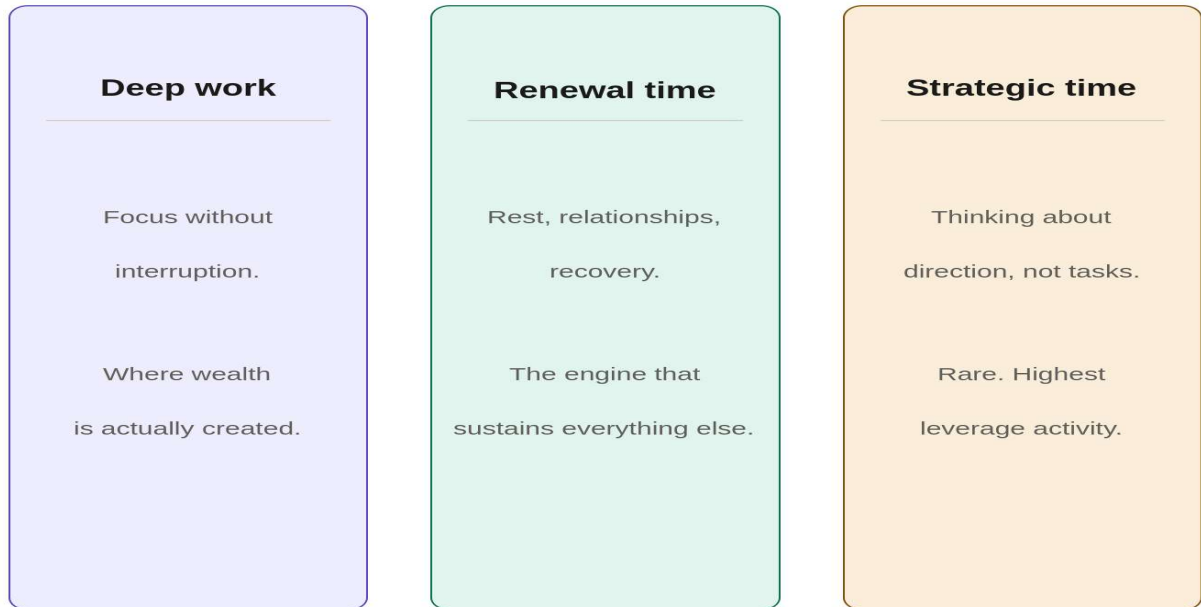 Deep work
Focus without
interruption.
Where wealth
is actually created.
Renewal time
Rest, relationships,
recovery.
The engine that
sustains everything else.
Strategic time
Thinking about
direction, not tasks.
Rare. Highest
leverage activity.